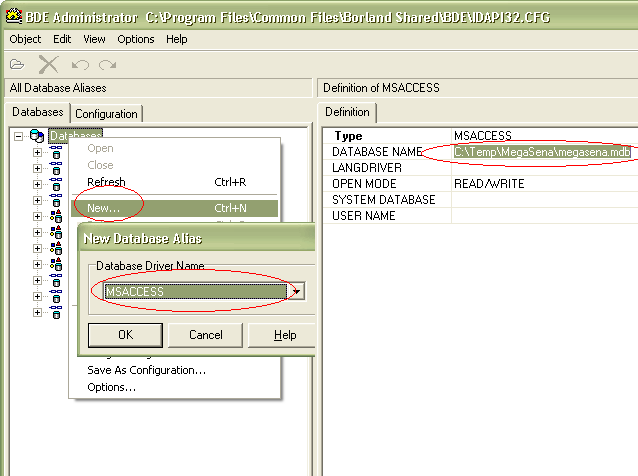 BDE Administrator C:\Program Files\Common Files\Borland Shared\BDE\IDAPI32.CFG
Object Edit View Options Help
All Database Aliases
Definition of MSACCESS
Databases Configuration
Definition
Databases
Open
Close
Refresh Ctrl+R
New... Ctrl+N
New Database Alias
Database Driver Name
MSACCESS
OK Cancel Help
Save As Configuration...
Options...
Type MSACCESS
DATABASE NAME C:\Temp\MegaSena\megasena.mdb
LANGDRIVER
OPEN MODE READ/WRITE
SYSTEM DATABASE
USER NAME